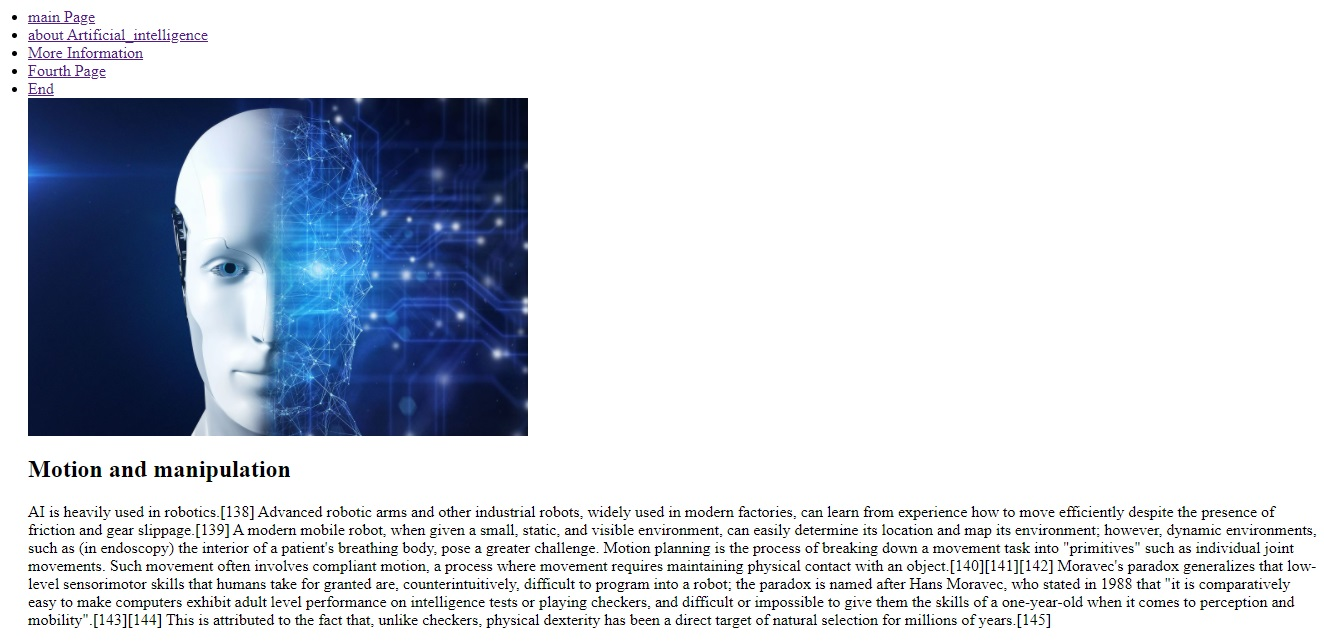 main Page
about Artificial_intelligence
More Information
Fourth Page
End
Motion and manipulation
AI is heavily used in robotics.[138] Advanced robotic arms and other industrial robots, widely used in modern factories, can learn from experience how to move efficiently despite the presence of
friction and gear slippage.[139] A modern mobile robot, when given a small, static, and visible environment, can easily determine its location and map its environment; however, dynamic environments,
such as (in endoscopy) the interior of a patient's breathing body, pose a greater challenge. Motion planning is the process of breaking down a movement task into "primitives" such as individual joint
movements. Such movement often involves compliant motion, a process where movement requires maintaining physical contact with an object.[140][141][142] Moravec's paradox generalizes that low-
level sensorimotor skills that humans take for granted are, counterintuitively, difficult to program into a robot; the paradox is named after Hans Moravec, who stated in 1988 that "it is comparatively
easy to make computers exhibit adult level performance on intelligence tests or playing checkers, and difficult or impossible to give them the skills of a one-year-old when it comes to perception and
mobility".[143][144] This is attributed to the fact that, unlike checkers, physical dexterity has been a direct target of natural selection for millions of years.[145]